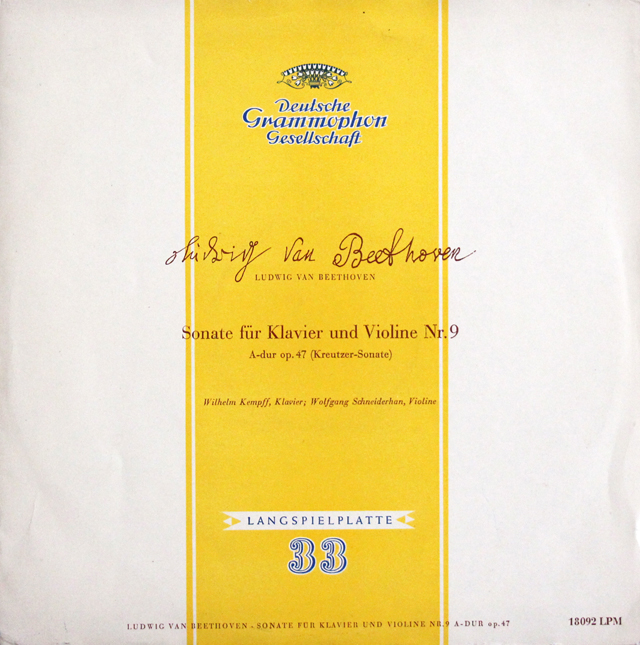 Deutsche
Grammophon
Gesellschaft
Ludwig van Beethoven
LUDWIG VAN BEETHOVEN
Sonate für Klavier und Violine Nr. 9
A-dur op. 47 (Kreutzer-Sonate)
Wilhelm Kempff, Klavier; Wolfgang Schneiderhan, Violine
LANGSPIELPLATTE
33
LUDWIG VAN BEETHOVEN - SONATE FÜR KLAVIER UND VIOLINE NR. 9 A-DUR op. 47
18092 LPM